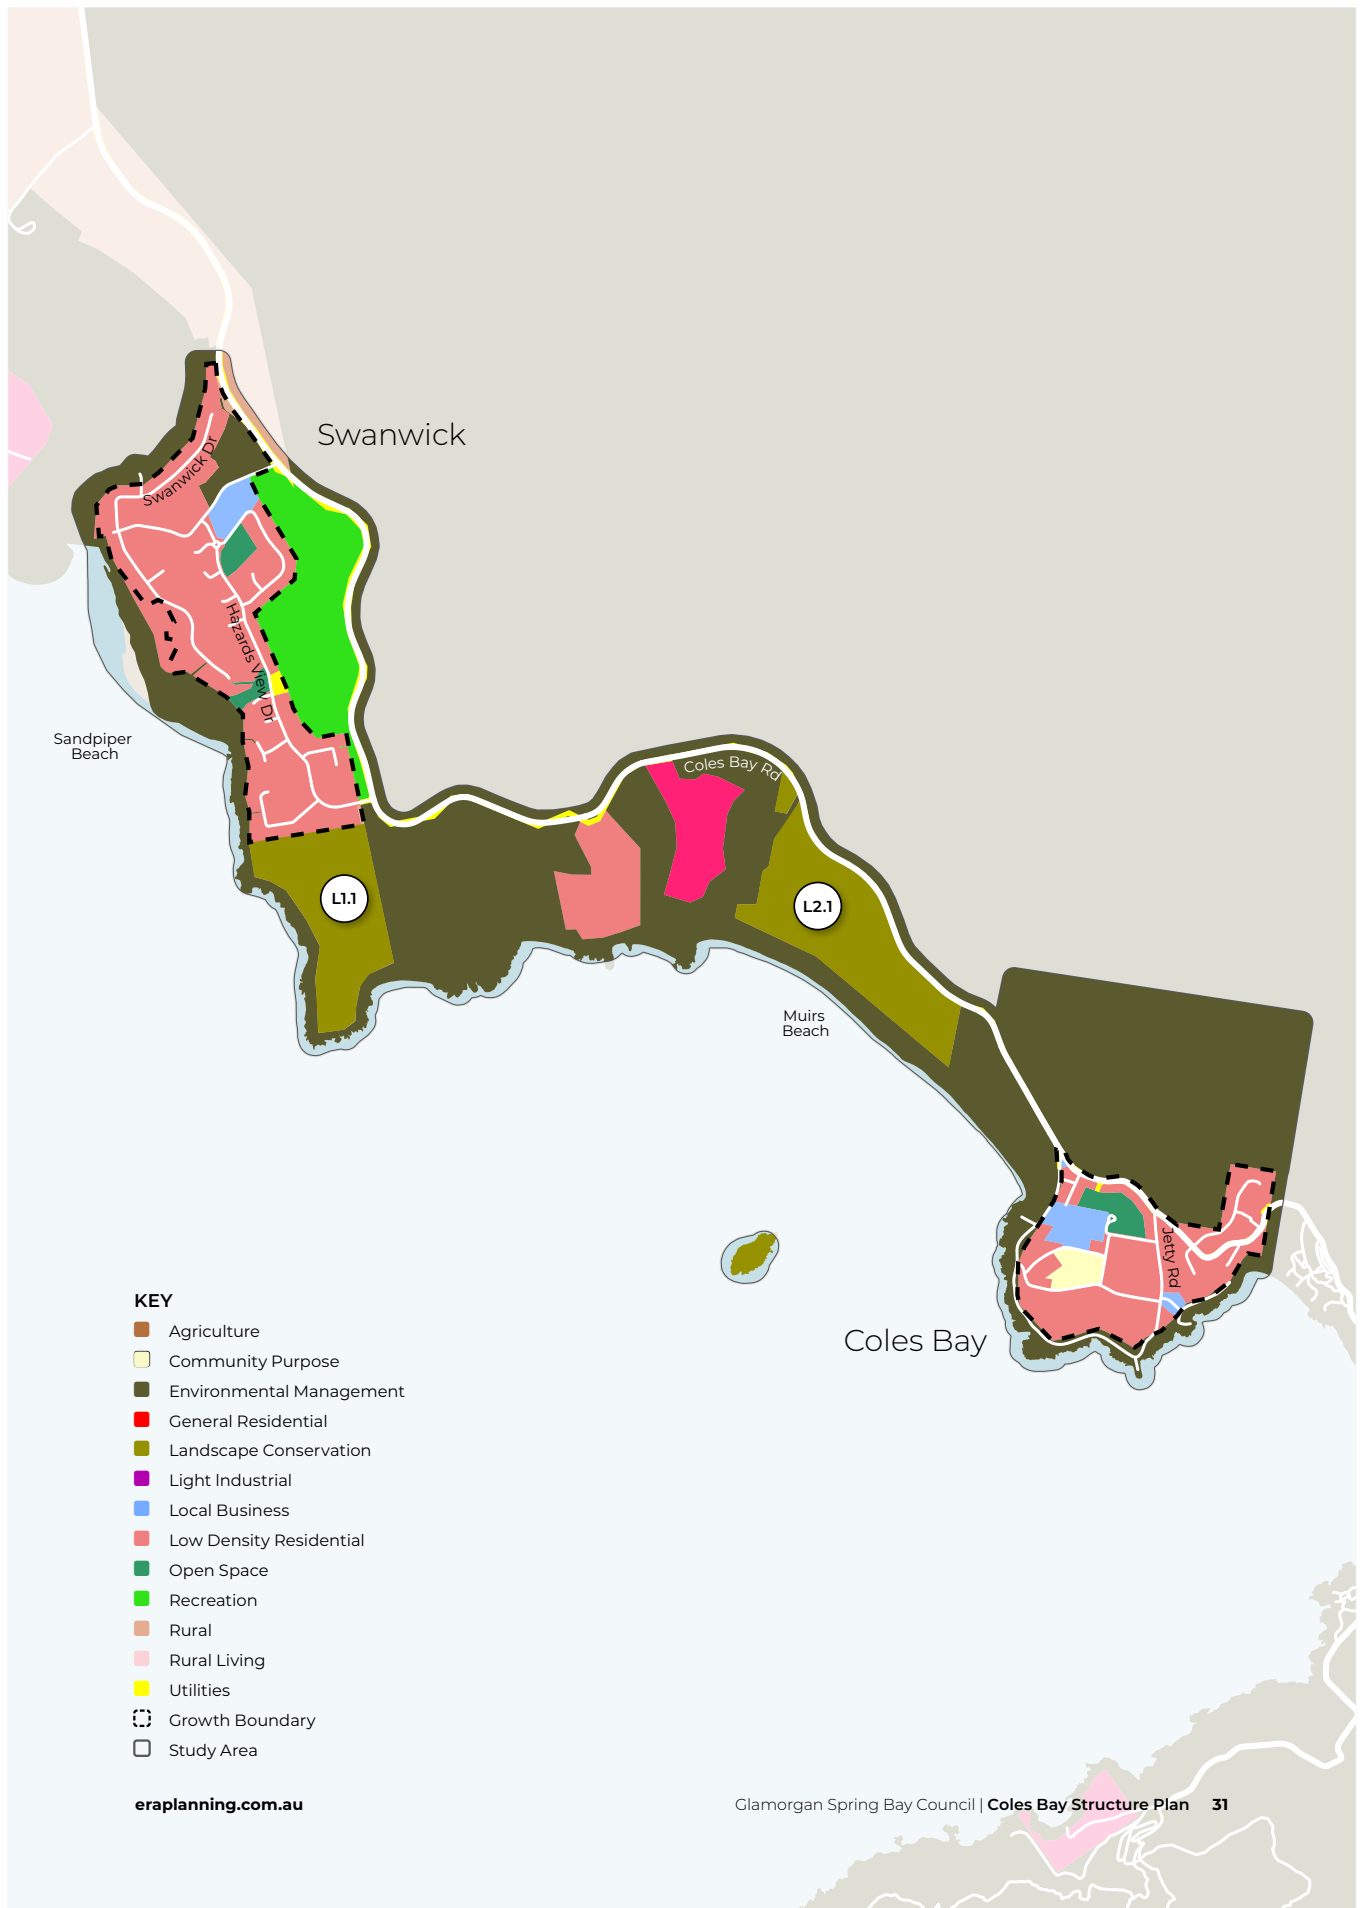 Swanwick
Swanwick Dr
Hazards View Dr
Sandpiper
Beach
Coles Bay Rd
L1.1
L2.1
Muirs
Beach
Jetty Rd
Coles Bay
KEY
Agriculture
Community Purpose
Environmental Management
General Residential
Landscape Conservation
Light Industrial
Local Business
Low Density Residential
Open Space
Recreation
Rural
Rural Living
Utilities
Growth Boundary
Study Area
eraplanning.com.au
Glamorgan Spring Bay Council | Coles Bay Structure Plan 31